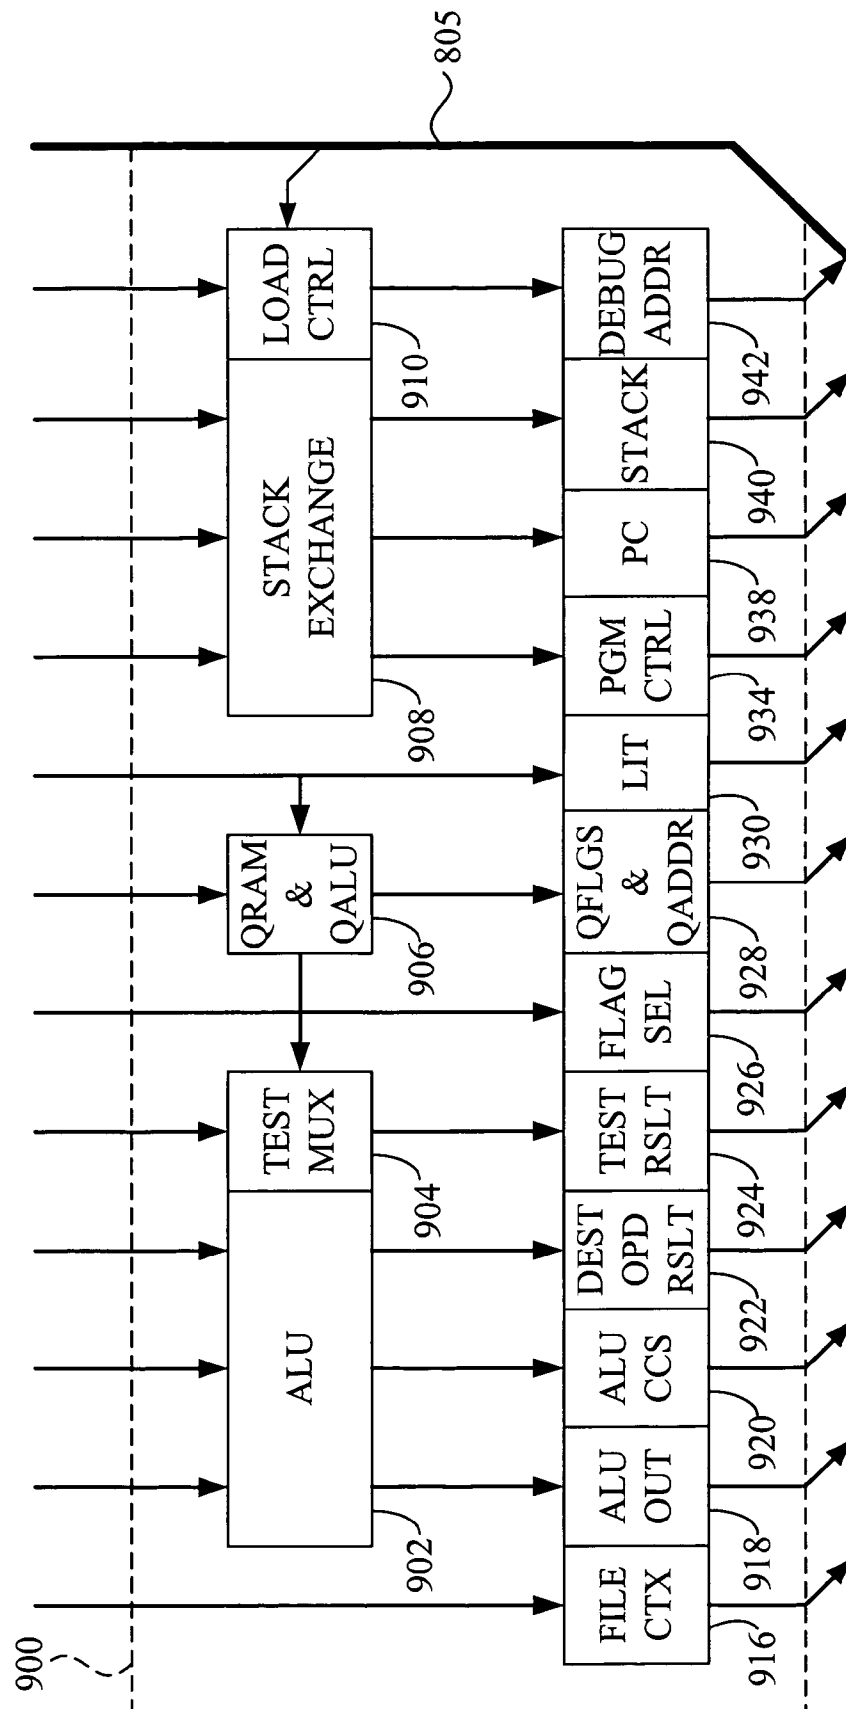 900
805
ALU
902
TEST
MUX
904
QRAM
&
QALU
906
STACK
EXCHANGE
908
LOAD
CTRL
910
FILE
CTX
916
ALU
OUT
918
ALU
CCS
920
DEST
OPD
RSLT
922
TEST
RSLT
924
FLAG
SEL
926
QFLGS
&
QADDR
928
LIT
930
PGM
CTRL
934
PC
938
STACK
940
DEBUG
ADDR
942